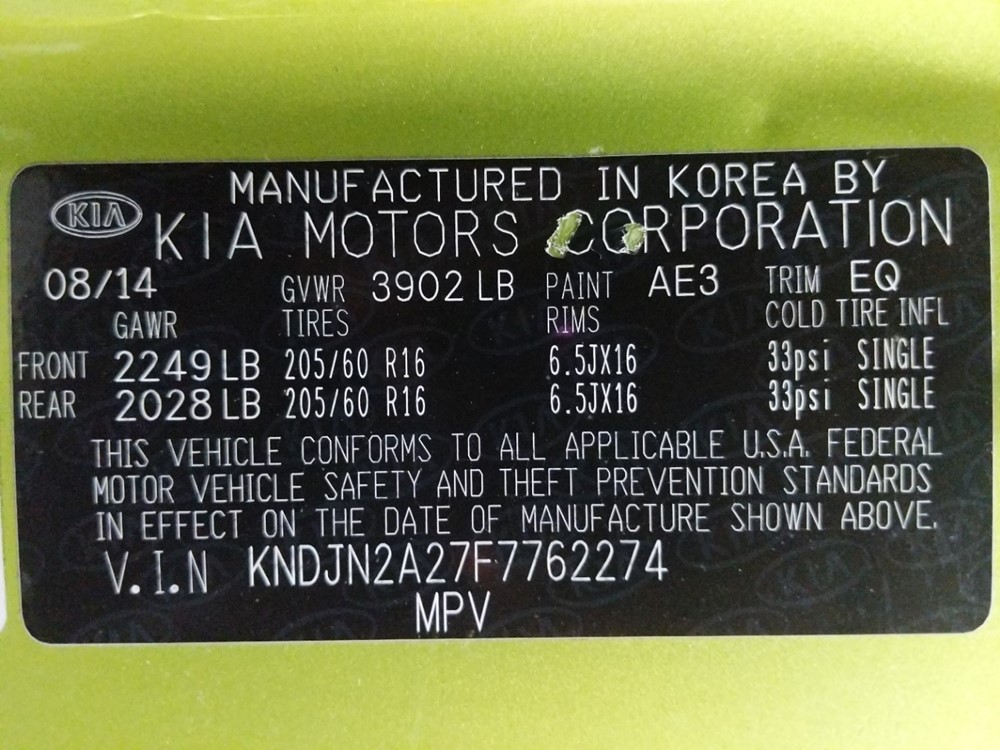 MANUFACTURED IN KOREA BY
KIA KIA MOTORS CORPORATION
08/14 GVWR 3902 LB PAINT AE3 TRIM EQ
GAWR TIRES RIMS COLD TIRE INFL
FRONT 2249 LB 205/60 R16 6.5JX16 33psi SINGLE
REAR 2028 LB 205/60 R16 6.5JX16 33psi SINGLE
THIS VEHICLE CONFORMS TO ALL APPLICABLE U.S.A. FEDERAL
MOTOR VEHICLE SAFETY AND THEFT PREVENTION STANDARDS
IN EFFECT ON THE DATE OF MANUFACTURE SHOWN ABOVE.
V.I.N KNDJN2A27F7762274
MPV